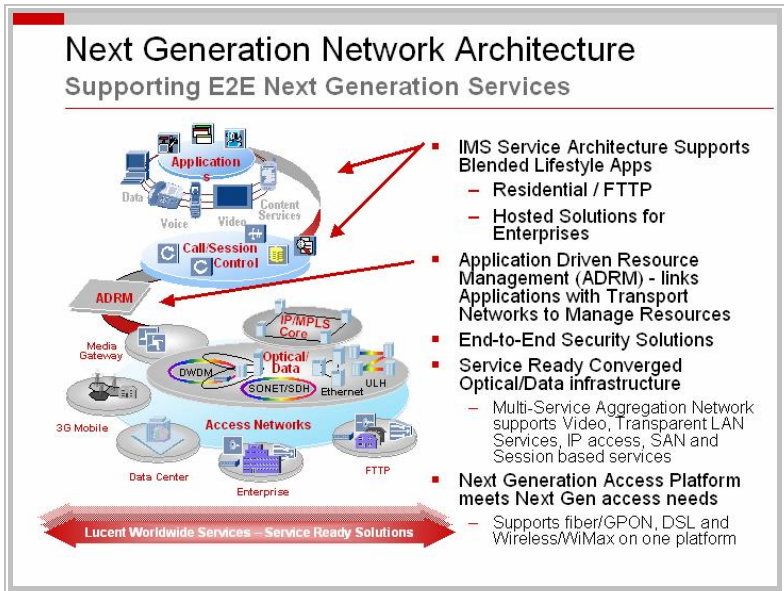 Next Generation Network Architecture
Supporting E2E Next Generation Services
Application
s
Data
Voice
Video
Content
Services
Call/Session
Control
ADRM
Media
Gateway
IP/MPLS
Core
Optical/
Data
DWDM
SONET/SDH
Ethernet
ULH
3G Mobile
Access Networks
Data Center
Enterprise
FTTP
Lucent Worldwide Services – Service Ready Solutions
▪ IMS Service Architecture Supports
Blended Lifestyle Apps
– Residential / FTTP
– Hosted Solutions for
Enterprises
▪ Application Driven Resource
Management (ADRM) - links
Applications with Transport
Networks to Manage Resources
▪ End-to-End Security Solutions
▪ Service Ready Converged
Optical/Data infrastructure
– Multi-Service Aggregation Network
supports Video, Transparent LAN
Services, IP access, SAN and
Session based services
▪ Next Generation Access Platform
meets Next Gen access needs
– Supports fiber/GPON, DSL and
Wireless/WiMax on one platform